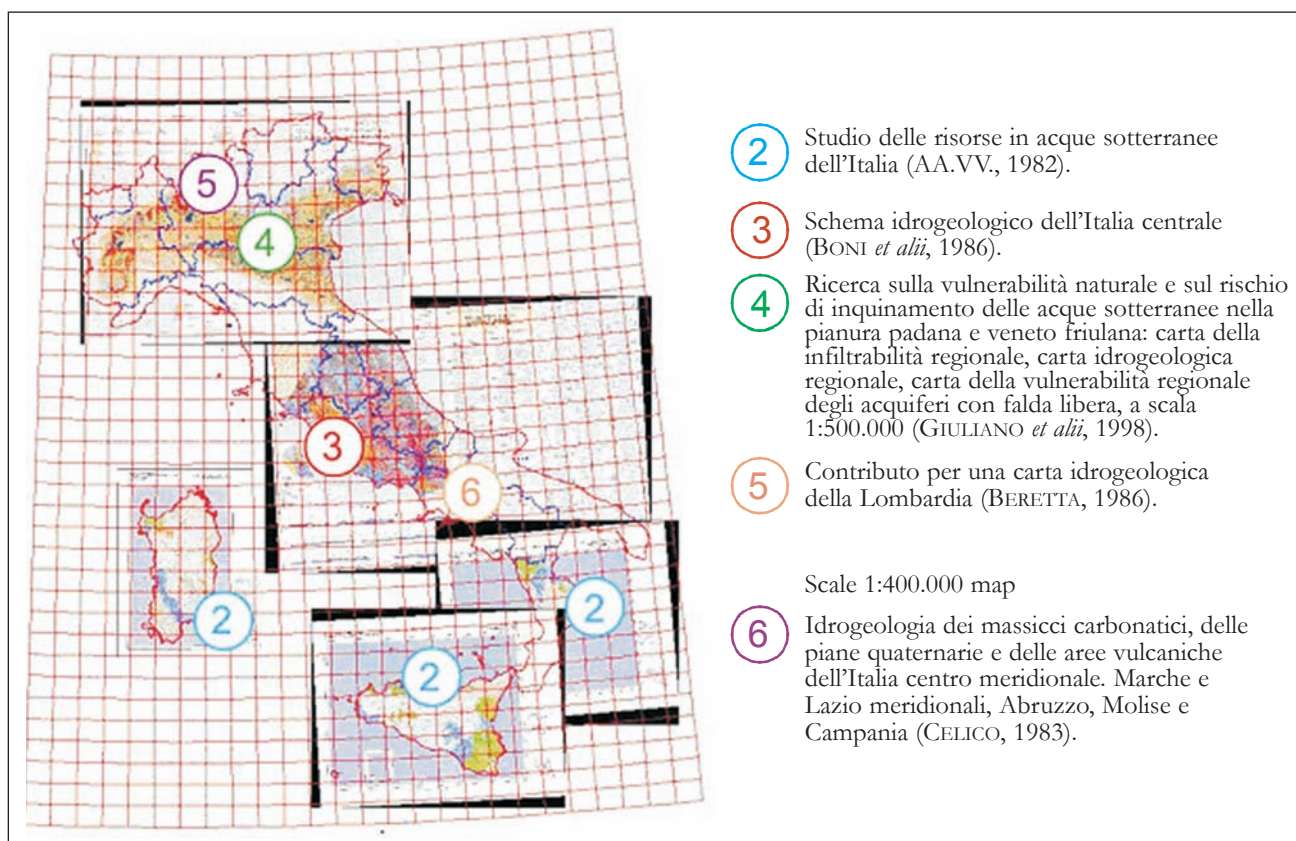 5
4
3
6
2
2
2
2 Studio delle risorse in acque sotterranee
dell'Italia (AA.VV., 1982).
3 Schema idrogeologico dell'Italia centrale
(BONI et alii, 1986).
4 Ricerca sulla vulnerabilità naturale e sul rischio
di inquinamento delle acque sotterranee nella
pianura padana e veneto friulana: carta della
infiltrabilità regionale, carta idrogeologica
regionale, carta della vulnerabilità regionale
degli acquiferi con falda libera, a scala
1:500.000 (GIULIANO et alii, 1998).
5 Contributo per una carta idrogeologica
della Lombardia (BERETTA, 1986).
Scale 1:400.000 map
6 Idrogeologia dei massicci carbonatici, delle
piane quaternarie e delle aree vulcaniche
dell'Italia centro meridionale. Marche e
Lazio meridionali, Abruzzo, Molise e
Campania (CELICO, 1983).